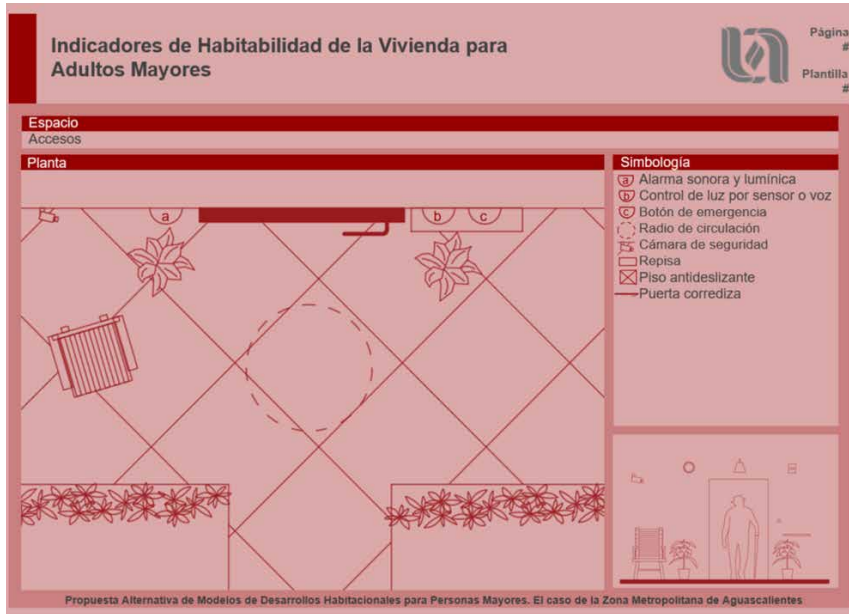 Indicadores de Habitabilidad de la Vivienda para
Adultos Mayores
Página
#
Plantilla
#
Espacio
Accesos
Planta
a
b
c
Simbología
a Alarma sonora y lumínica
b Control de luz por sensor o voz
c Botón de emergencia
Radio de circulación
Cámara de seguridad
Repisa
Piso antideslizante
Puerta corrediza
Propuesta Alternativa de Modelos de Desarrollos Habitacionales para Personas Mayores. El caso de la Zona Metropolitana de Aguascalientes